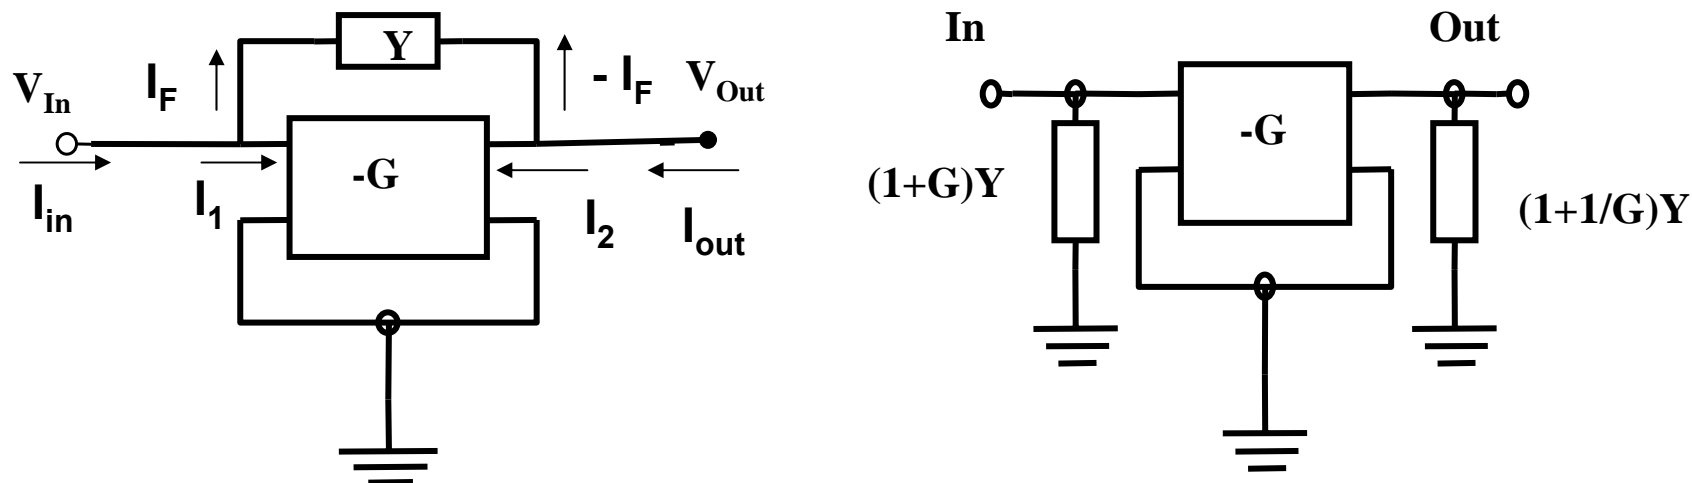 Y
V_In
I_F
- I_F
V_Out
-G
I_in
I_1
I_2
I_out
In
Out
-G
(1+G)Y
(1+1/G)Y